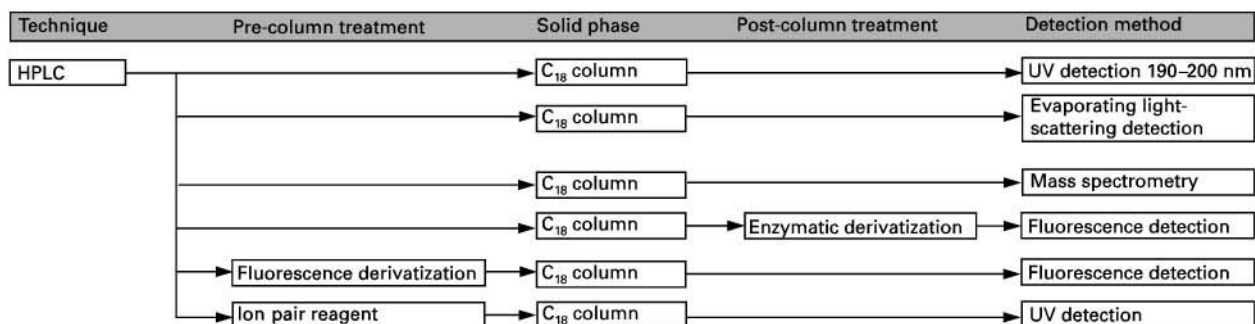 Technique Pre-column treatment Solid phase Post-column treatment Detection method
HPLC C₁₈ column UV detection 190–200 nm
C₁₈ column Evaporating light-
scattering detection
C₁₈ column Mass spectrometry
C₁₈ column Enzymatic derivatization Fluorescence detection
Fluorescence derivatization C₁₈ column Fluorescence detection
Ion pair reagent C₁₈ column UV detection